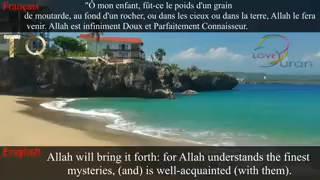 Français
"Ô mon enfant, fût-ce le poids d'un grain
de moutarde, au fond d'un rocher, ou dans les cieux ou dans la terre, Allah le fera
venir. Allah est infiniment Doux et Parfaitement Connaisseur.
LOVE
Quran
English
Allah will bring it forth: for Allah understands the finest
mysteries, (and) is well-acquainted (with them).